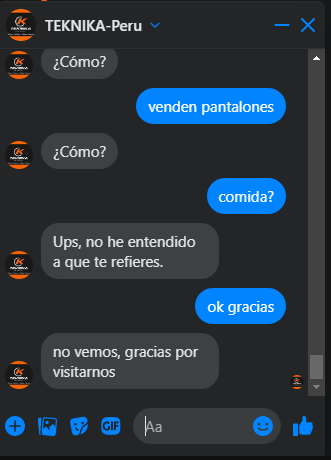 TEKNIKA-Peru
¿Cómo?
venden pantalones
¿Cómo?
comida?
Ups, no he entendido
a que te refieres.
ok gracias
no vemos, gracias por
visitarnos
GIF
Aa